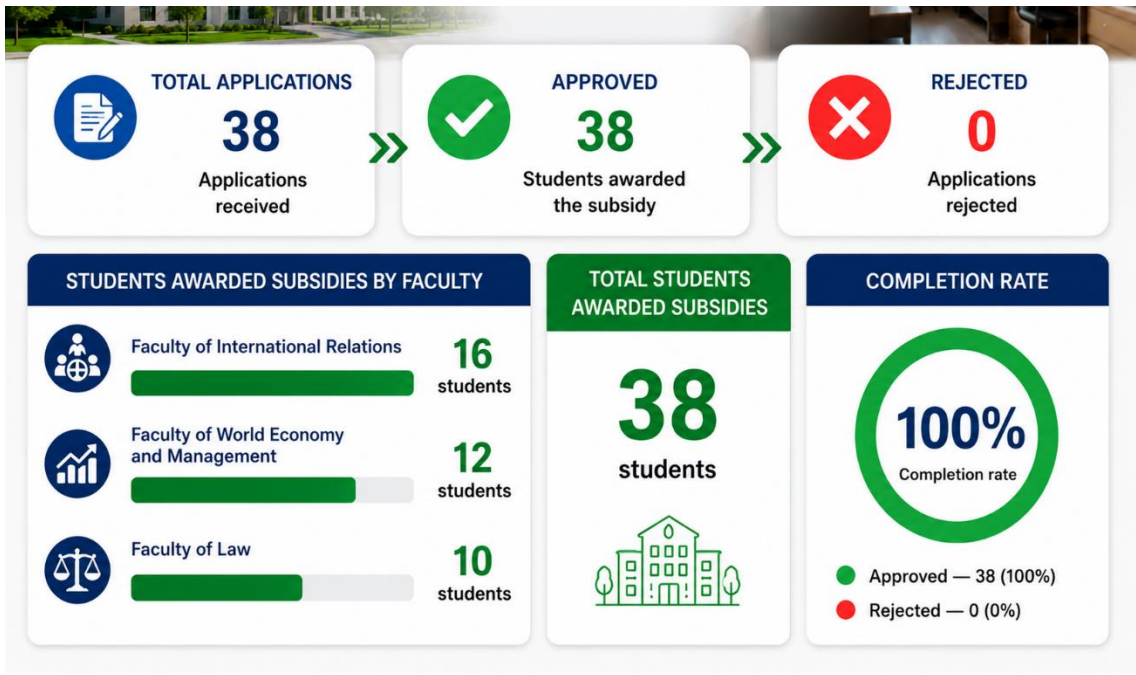 TOTAL APPLICATIONS
38
Applications
received
APPROVED
38
Students awarded
the subsidy
REJECTED
0
Applications
rejected
STUDENTS AWARDED SUBSIDIES BY FACULTY
Faculty of International Relations
16
students
Faculty of World Economy
and Management
12
students
Faculty of Law
10
students
TOTAL STUDENTS
AWARDED SUBSIDIES
38
students
COMPLETION RATE
100%
Completion rate
Approved — 38 (100%)
Rejected — 0 (0%)